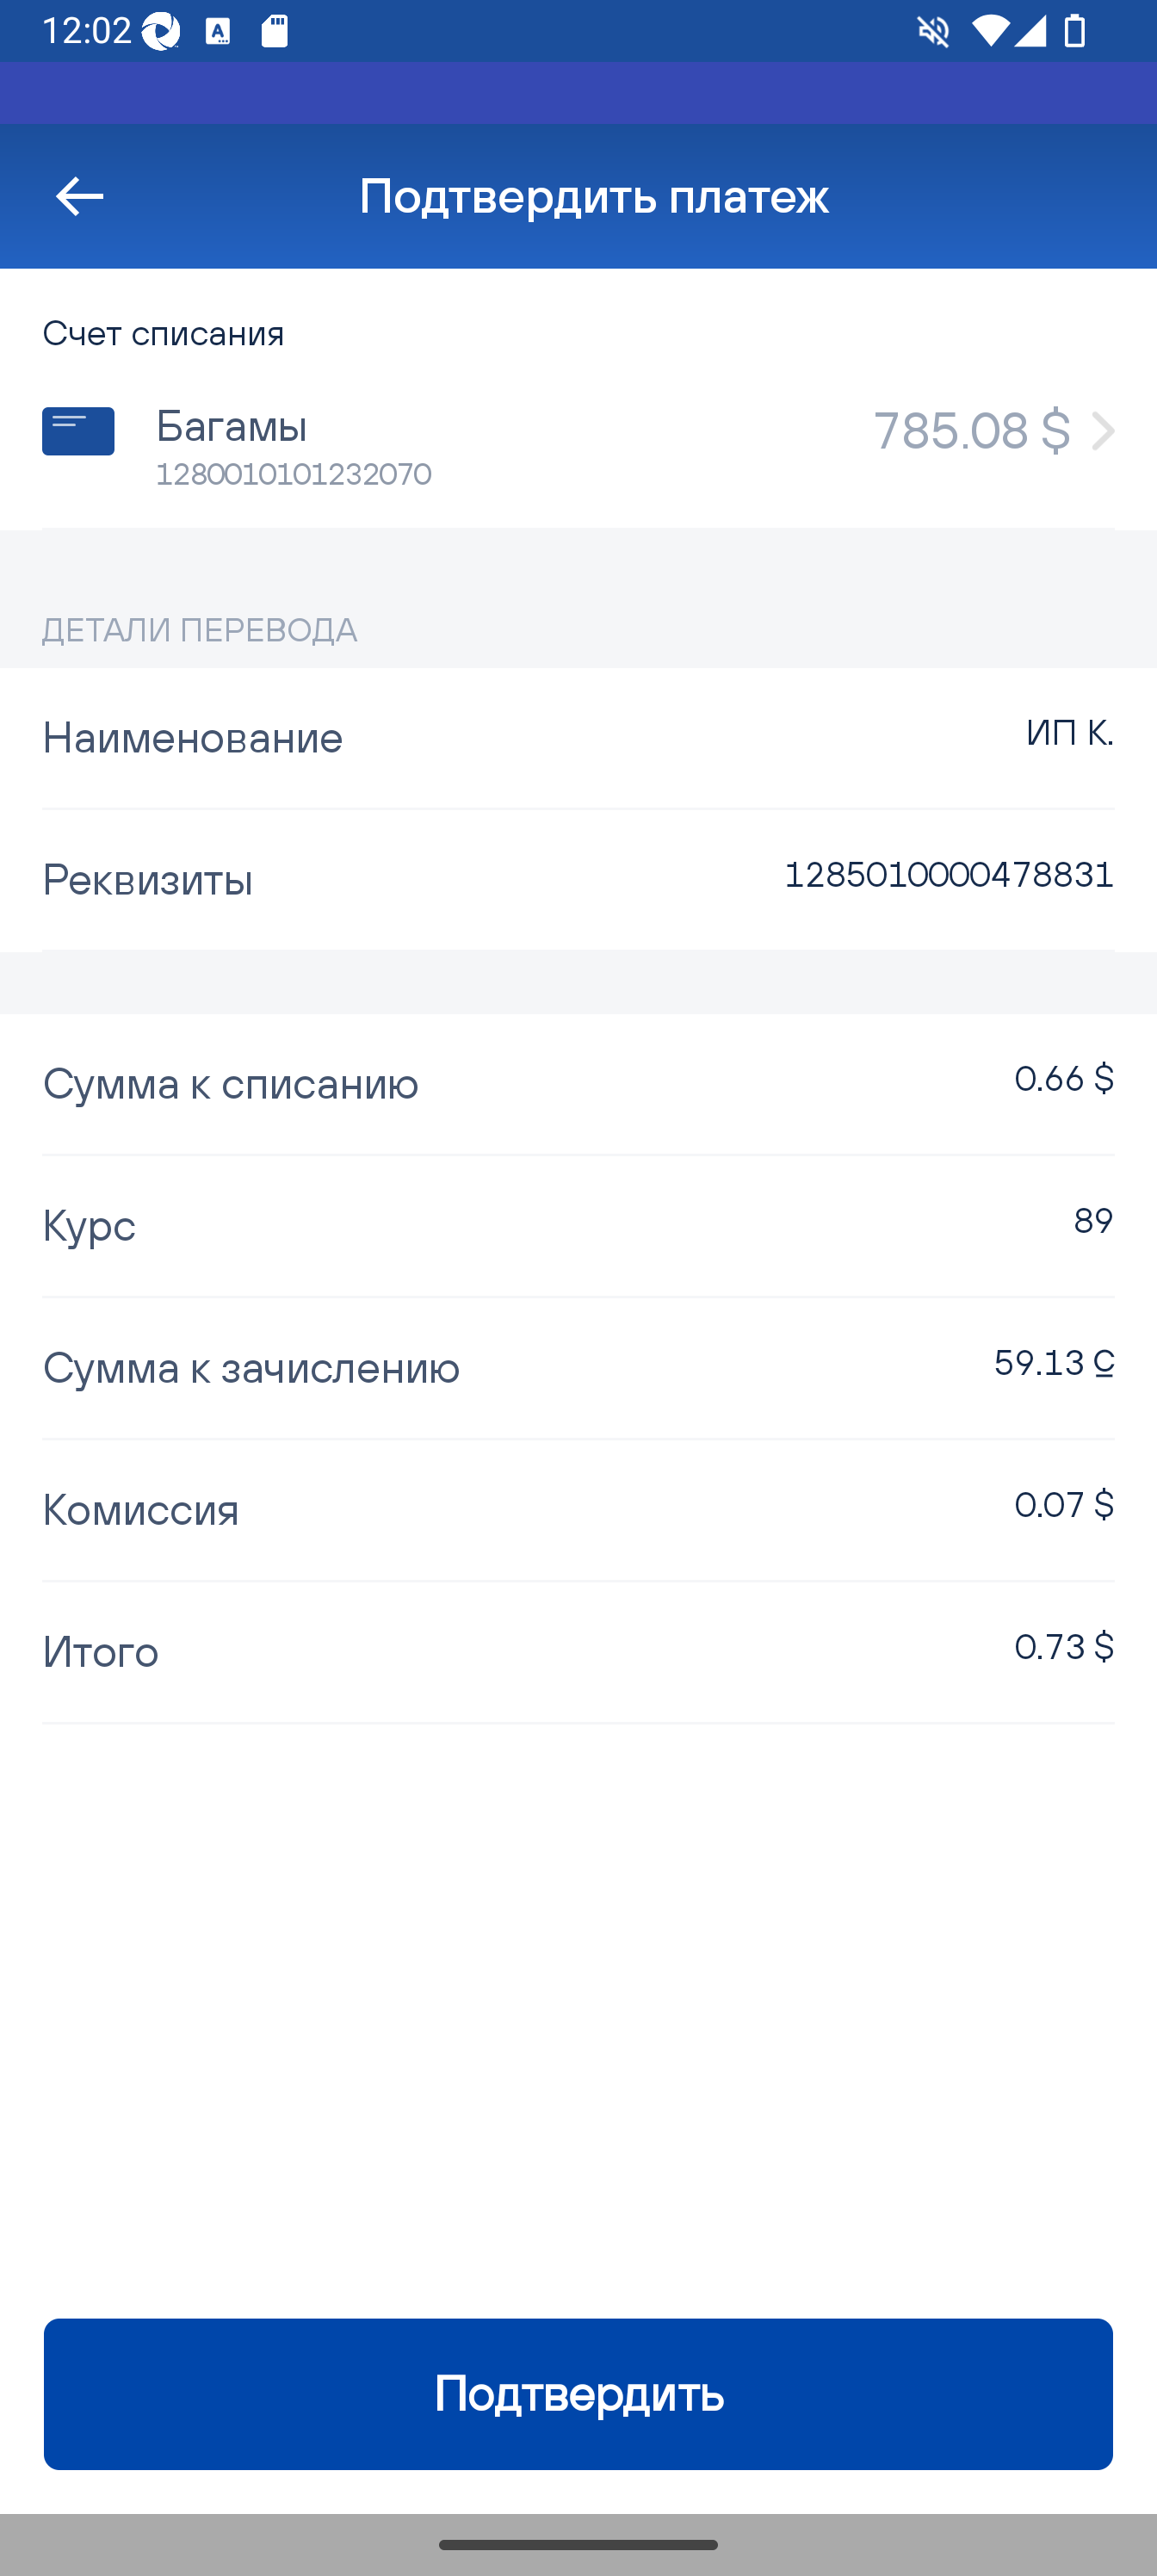 12:02
Подтвердить платеж
Счет списания
Багамы
785.08 $
1280010101232070
ДЕТАЛИ ПЕРЕВОДА
Наименование
ИП К.
Реквизиты
1285010000478831
Сумма к списанию
0.66 $
Курс
89
Сумма к зачислению
59.13 С
Комиссия
0.07 $
Итого
0.73 $
Подтвердить